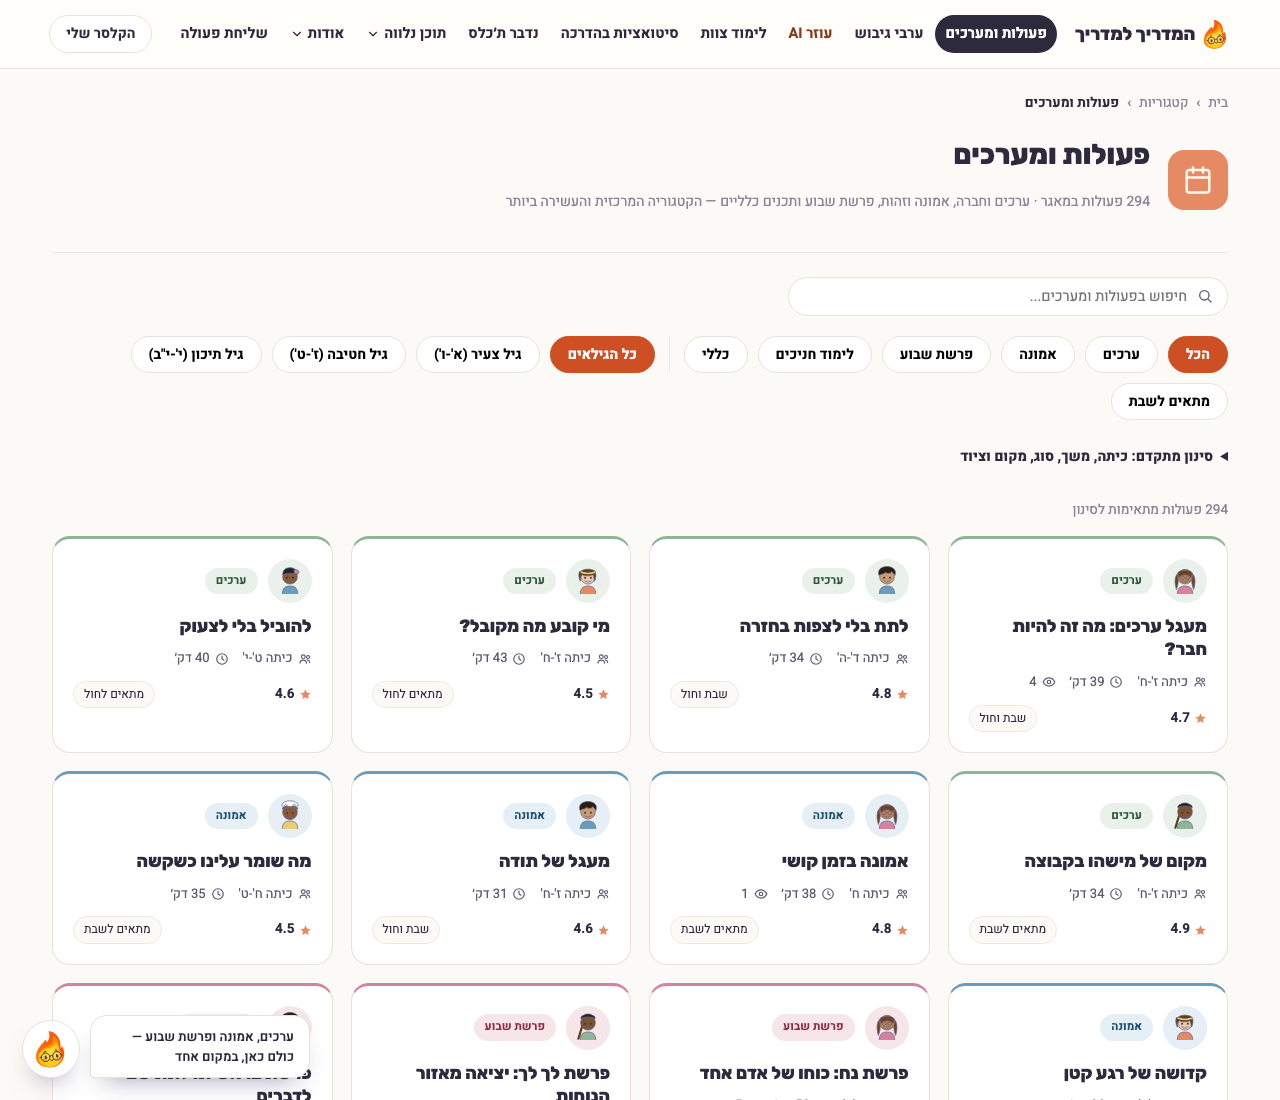 המדריך למדריך
פעולות ומערכים
ערבי גיבוש
עוזר AI
לימוד צוות
סיטואציות בהדרכה
נדבר ת׳כלס
תוכן נלווה
אודות
שליחת פעולה
הקלסר שלי
בית › קטגוריות › פעולות ומערכים
פעולות ומערכים
294 פעולות במאגר · ערכים וחברה, אמונה וזהות, פרשת שבוע ותכנים כלליים — הקטגוריה המרכזית והעשירה ביותר
חיפוש בפעולות ומערכים...
הכל
ערכים
אמונה
פרשת שבוע
לימוד חניכים
כללי
כל הגילאים
גיל צעיר (א'-ו')
גיל חטיבה (ז'-ט')
גיל תיכון (י'-י"ב)
מתאים לשבת
סינון מתקדם: כיתה, משך, סוג, מקום וציוד
294 פעולות מתאימות לסינון
ערכים
מעגל ערכים: מה זה להיות
חבר?
כיתה ז'-ח' 39 דק׳ 4
4.7 שבת וחול
ערכים
לתת בלי לצפות בחזרה
כיתה ד'-ה' 34 דק׳
4.8 שבת וחול
ערכים
מי קובע מה מקובל?
כיתה ז'-ח' 43 דק׳
4.5 מתאים לחול
ערכים
להוביל בלי לצעוק
כיתה ט'-י' 40 דק׳
4.6 מתאים לחול
ערכים
מקום של מישהו בקבוצה
כיתה ז'-ח' 34 דק׳
4.9 מתאים לשבת
אמונה
אמונה בזמן קושי
כיתה ח' 38 דק׳ 1
4.8 מתאים לשבת
אמונה
מעגל של תודה
כיתה ז'-ח' 31 דק׳
4.6 שבת וחול
אמונה
מה שומר עלינו כשקשה
כיתה ח'-ט' 35 דק׳
4.5 מתאים לשבת
אמונה
קדושה של רגע קטן
פרשת שבוע
פרשת נח: כוחו של אדם אחד
פרשת שבוע
פרשת לך לך: יציאה מאזור
הנוחות
לדברים
ערכים, אמונה ופרשת שבוע —
כולם כאן, במקום אחד